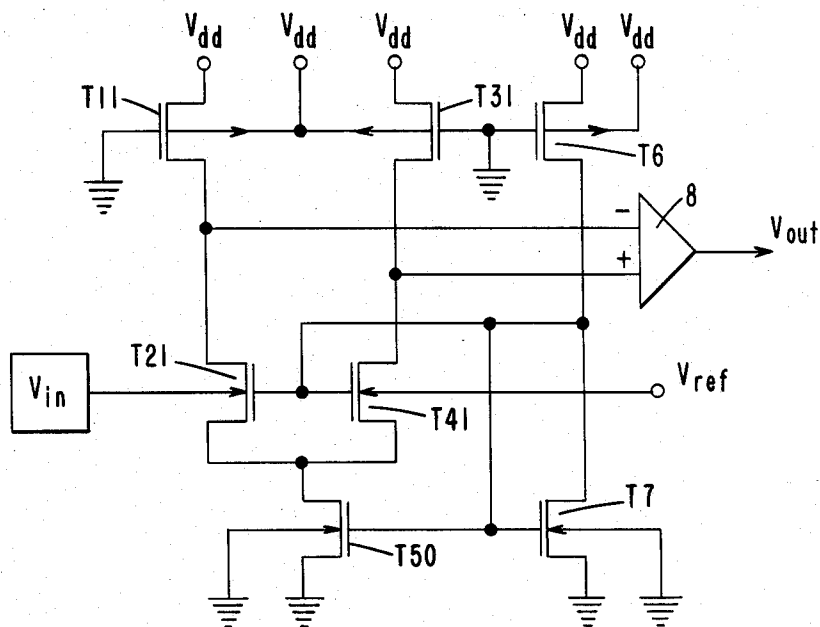 Vdd Vdd Vdd Vdd Vdd
T11 T31
T6
8
−
Vout
+
T21
Vin
Vref
T41
T7
T50